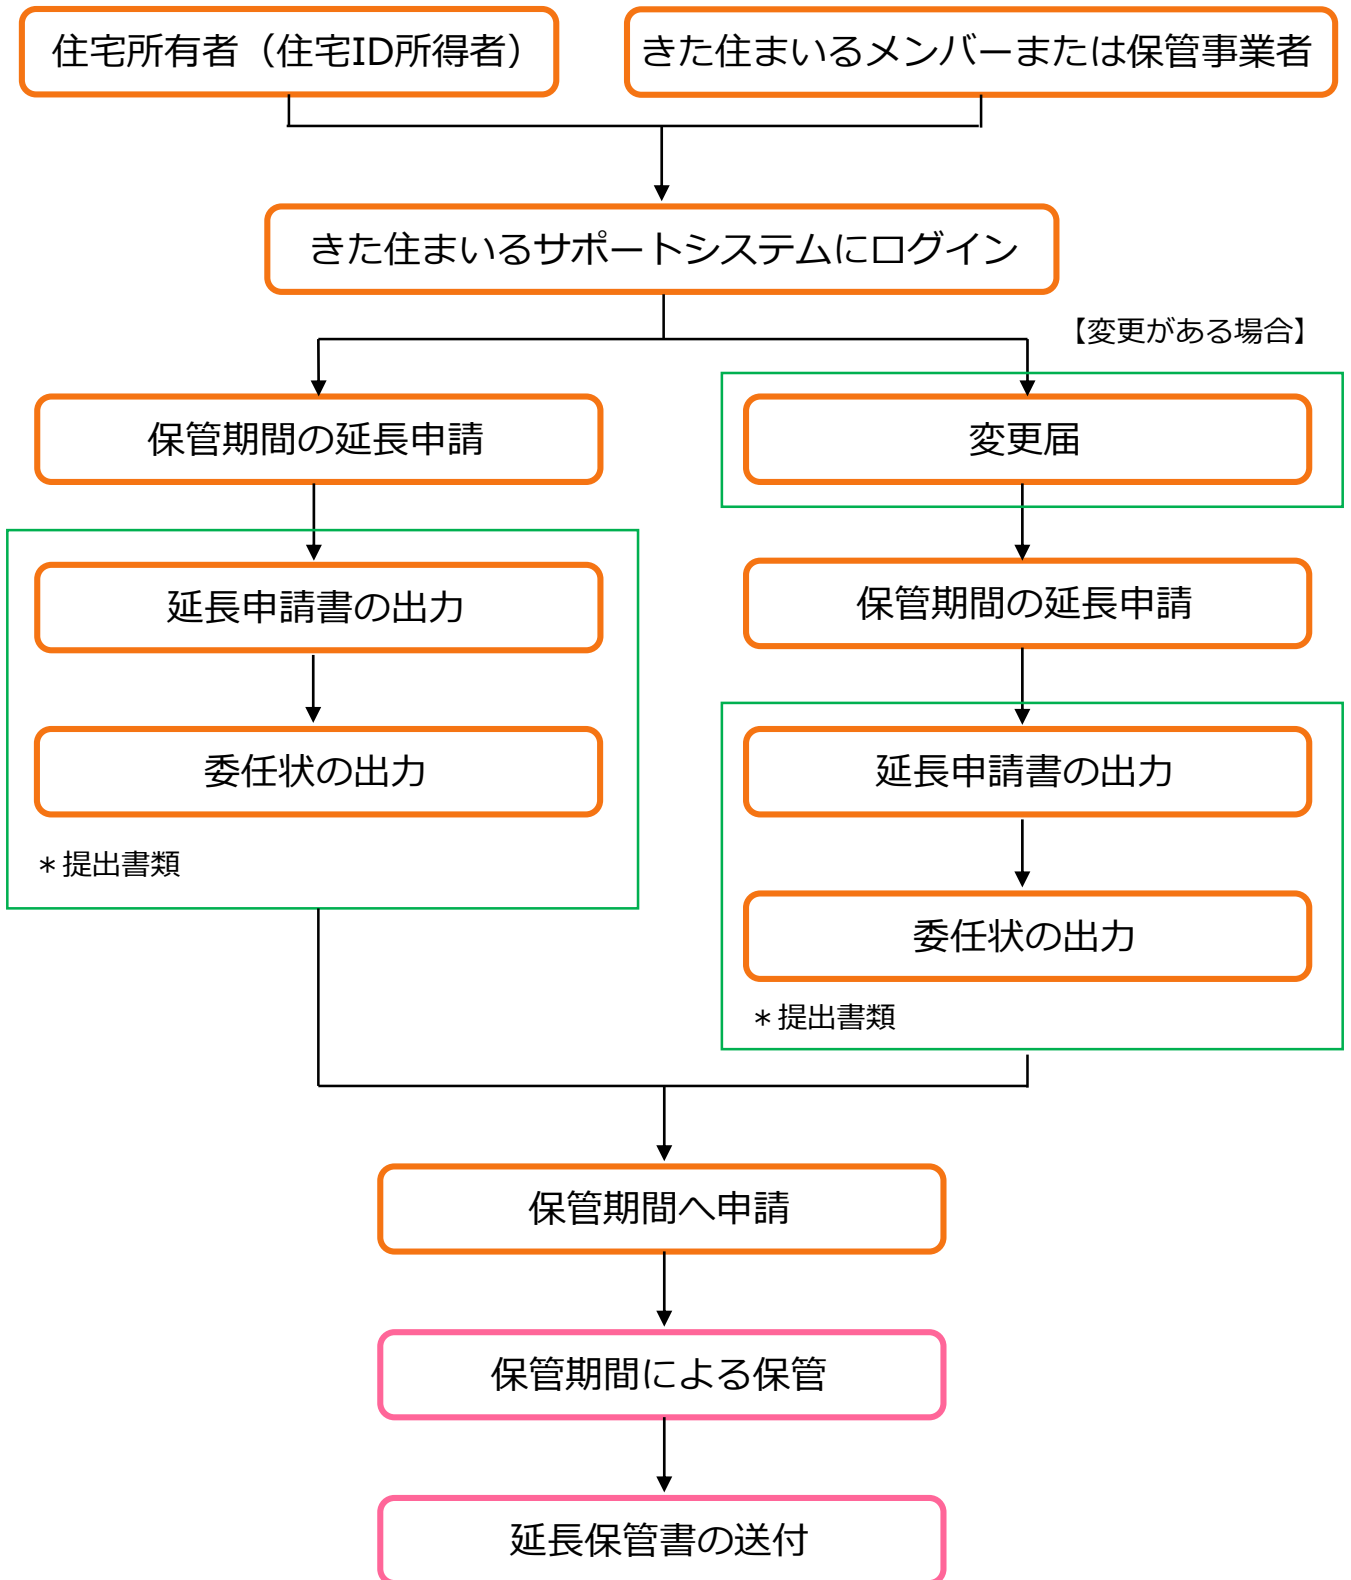 住宅所有者（住宅ID所得者）
きた住まいるメンバーまたは保管事業者
きた住まいるサポートシステムにログイン
【変更がある場合】
保管期間の延長申請
延長申請書の出力
委任状の出力
＊提出書類
変更届
保管期間の延長申請
延長申請書の出力
委任状の出力
＊提出書類
保管期間へ申請
保管期間による保管
延長保管書の送付